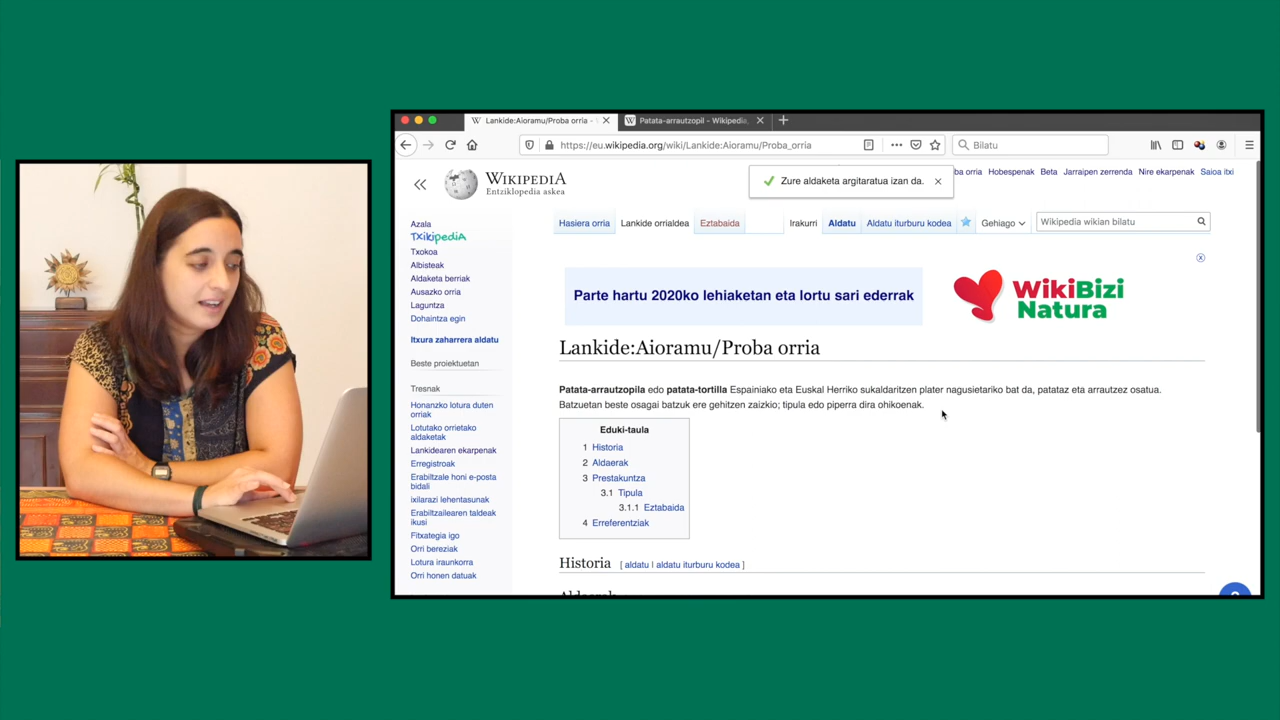 Lankide:Aioramu/Proba orria -
Patata-arrautzopil - Wikipedia,
https://eu.wikipedia.org/wiki/Lankide:Aioramu/Proba_orria
Bilatu
WIKIPEDIA
Entziklopedia askea
Zure aldaketa argitaratua izan da.
ba orria Hobespenak Beta Jarraipen zerrenda Nire ekarpenak Saioa itxi
Hasiera orria Lankide orrialdea Eztabaida Irakurri Aldatu Aldatu iturburu kodea Gehiago Wikipedia wikian bilatu
Azala
TXikipediA
Txokoa
Albisteak
Aldaketa berriak
Ausazko orria
Laguntza
Dohaintza egin
Itxura zaharrera aldatu
Beste proiektuetan
Tresnak
Honanzko lotura duten
orriak
Lotutako orrietako
aldaketak
Lankidearen ekarpenak
Erregistroak
Erabiltzaile honi e-posta
bidali
ixilarazi lehentasunak
Erabiltzailearen taldeak
ikusi
Fitxategia igo
Orri bereziak
Lotura iraunkorra
Orri honen datuak
Parte hartu 2020ko lehiaketan eta lortu sari ederrak
WikiBizi
Natura
Lankide:Aioramu/Proba orria
Patata-arrautzopila edo patata-tortilla Espainiako eta Euskal Herriko sukaldaritzen plater nagusietariko bat da, patataz eta arrautzez osatua.
Batzuetan beste osagai batzuk ere gehitzen zaizkio; tipula edo piperra dira ohikoenak.
Eduki-taula
1 Historia
2 Aldaerak
3 Prestakuntza
3.1 Tipula
3.1.1 Eztabaida
4 Erreferentziak
Historia [ aldatu | aldatu iturburu kodea ]
Aldaerak